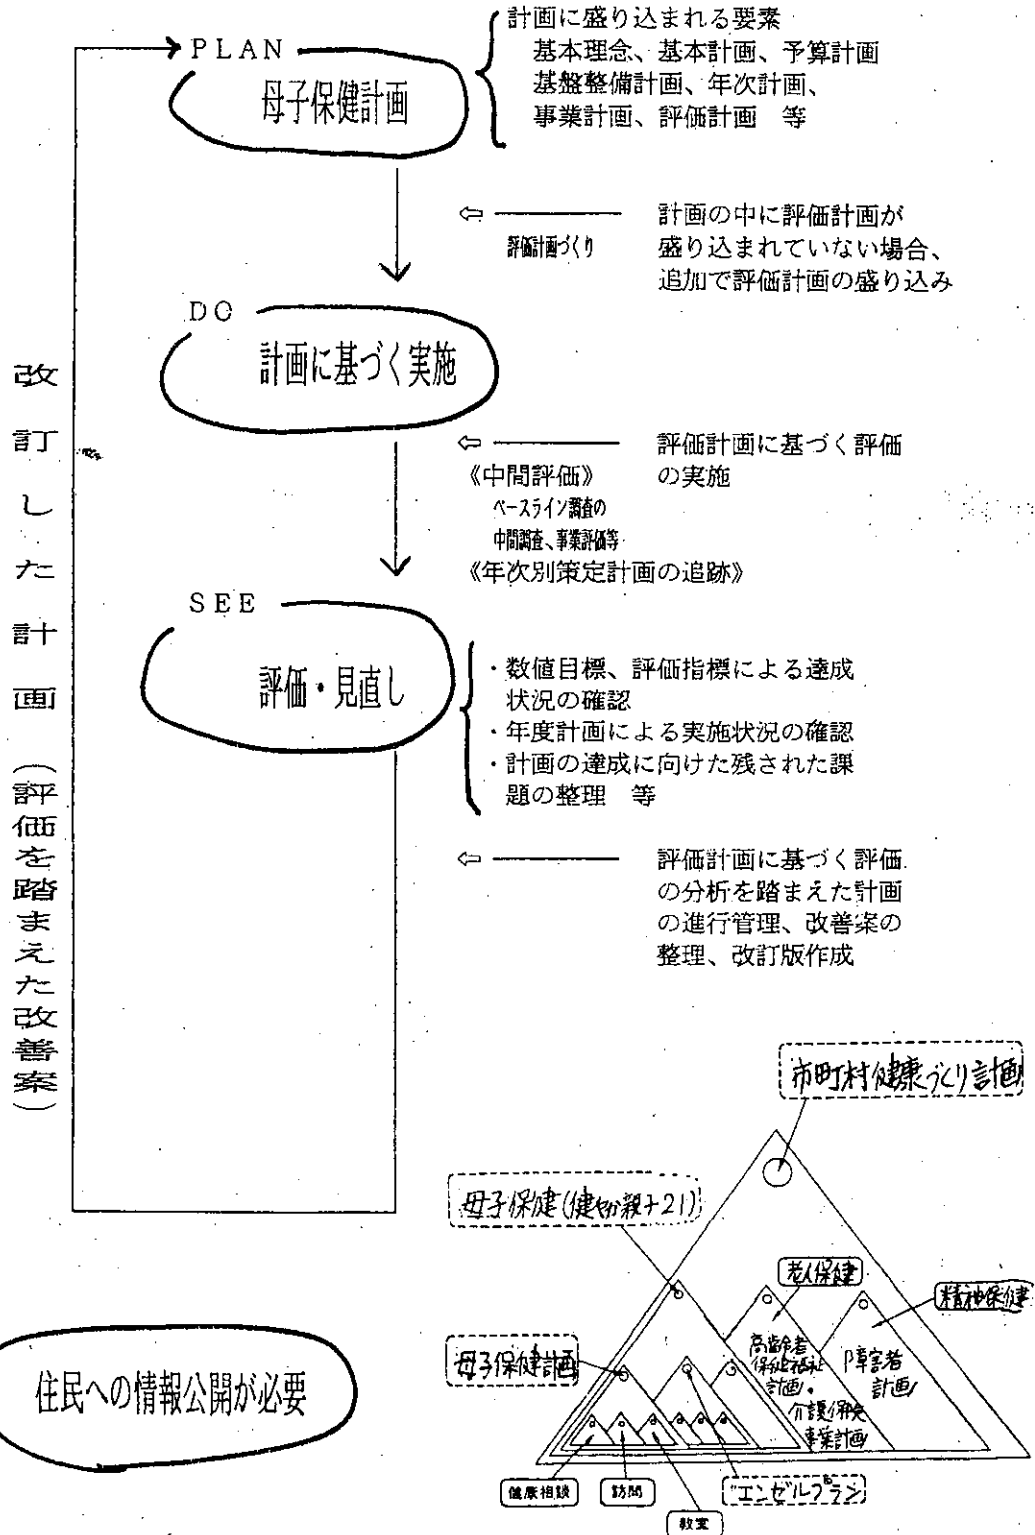 PLAN
母子保健計画
計画に盛り込まれる要素
基本理念、基本計画、予算計画
基盤整備計画、年次計画、
事業計画、評価計画　等
⇦
評価計画づくり
計画の中に評価計画が
盛り込まれていない場合、
追加で評価計画の盛り込み
DO
計画に基づく実施
⇦
《中間評価》
ベースライン調査の
中間調査、事業評価等
《年次別策定計画の追跡》
評価計画に基づく評価
の実施
SEE
評価・見直し
・数値目標、評価指標による達成
状況の確認
・年度計画による実施状況の確認
・計画の達成に向けた残された課
題の整理　等
⇦
評価計画に基づく評価
の分析を踏まえた計画
の進行管理、改善案の
整理、改訂版作成
改訂した計画（評価を踏まえた改善案）
住民への情報公開が必要
市町村健康づくり計画
母子保健(健やか親子21)
老人保健
精神保健
母子保健計画
高齢者
保健福祉
計画・
介護保険
事業計画
障害者
計画
健康相談
訪問
教室
エンゼルプラン